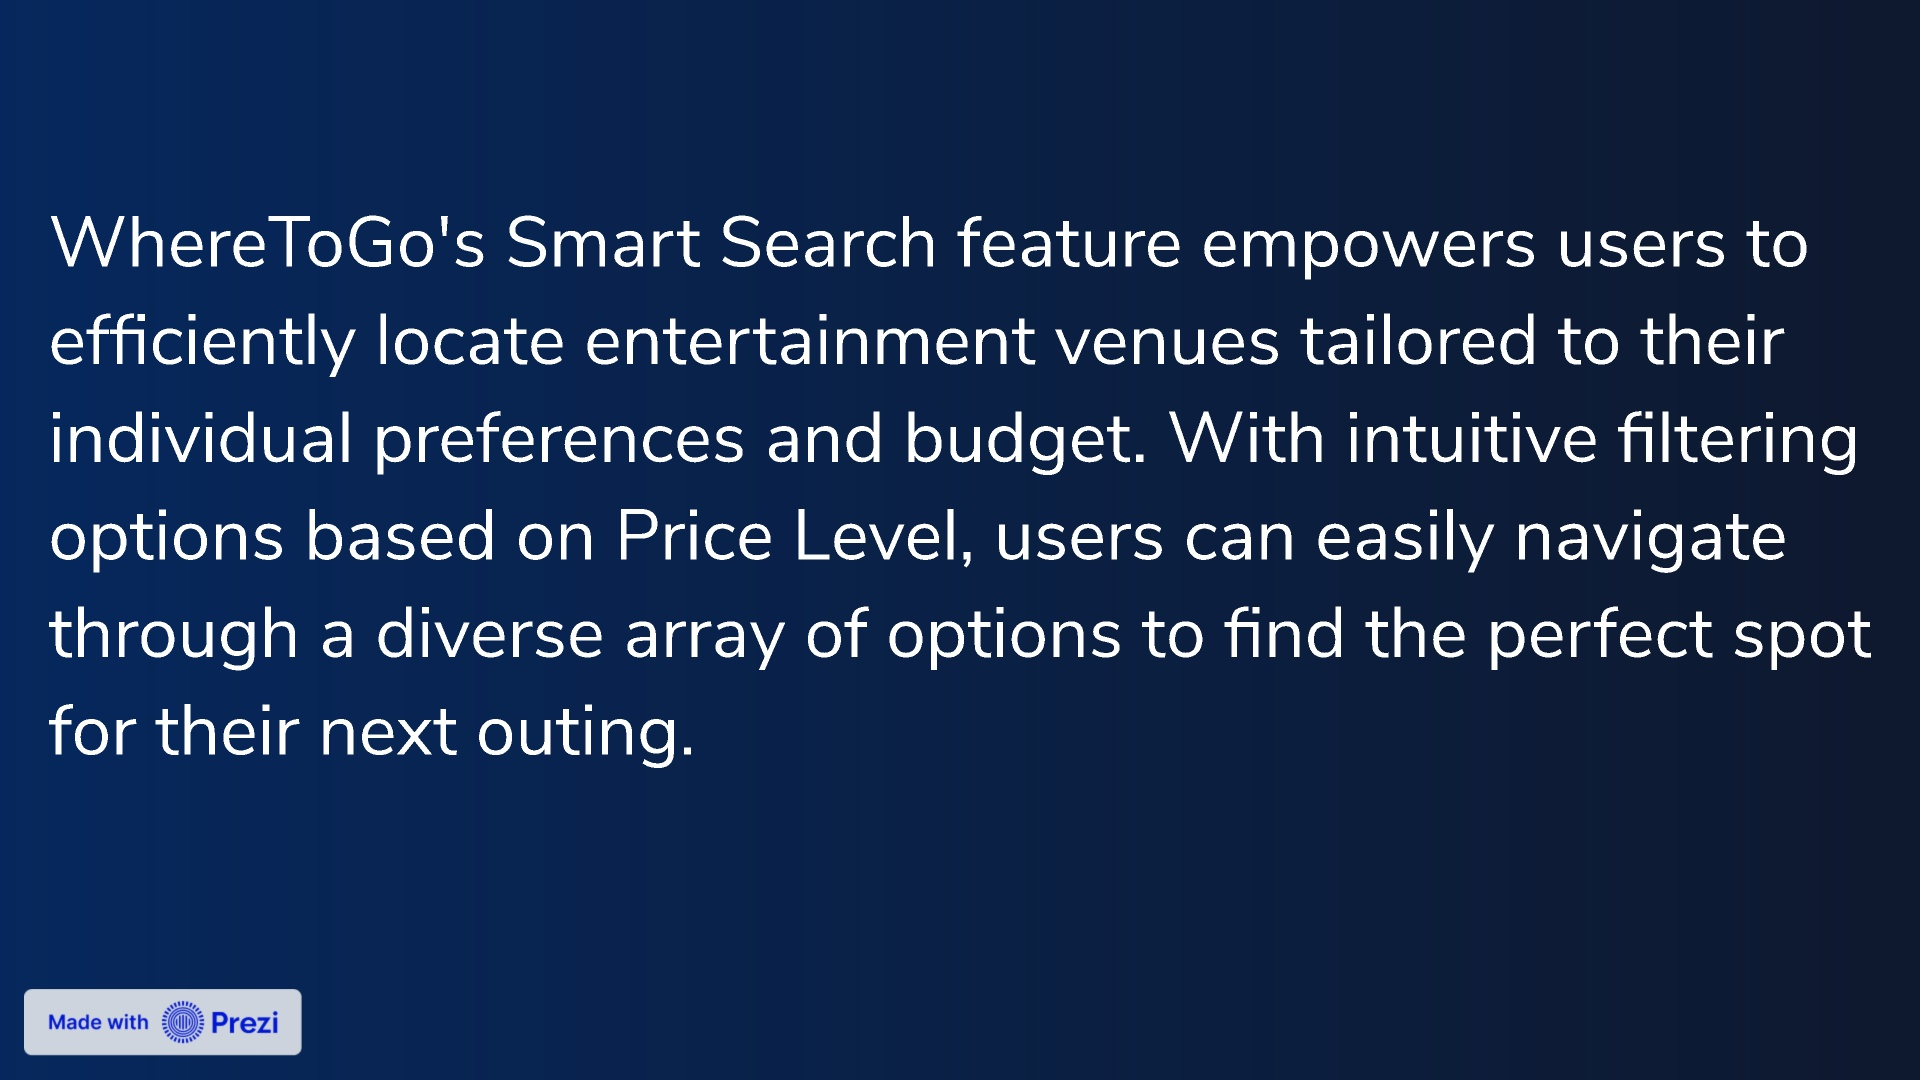 WhereToGo's Smart Search feature empowers users to
efficiently locate entertainment venues tailored to their
individual preferences and budget. With intuitive filtering
options based on Price Level, users can easily navigate
through a diverse array of options to find the perfect spot
for their next outing.
Made with Prezi